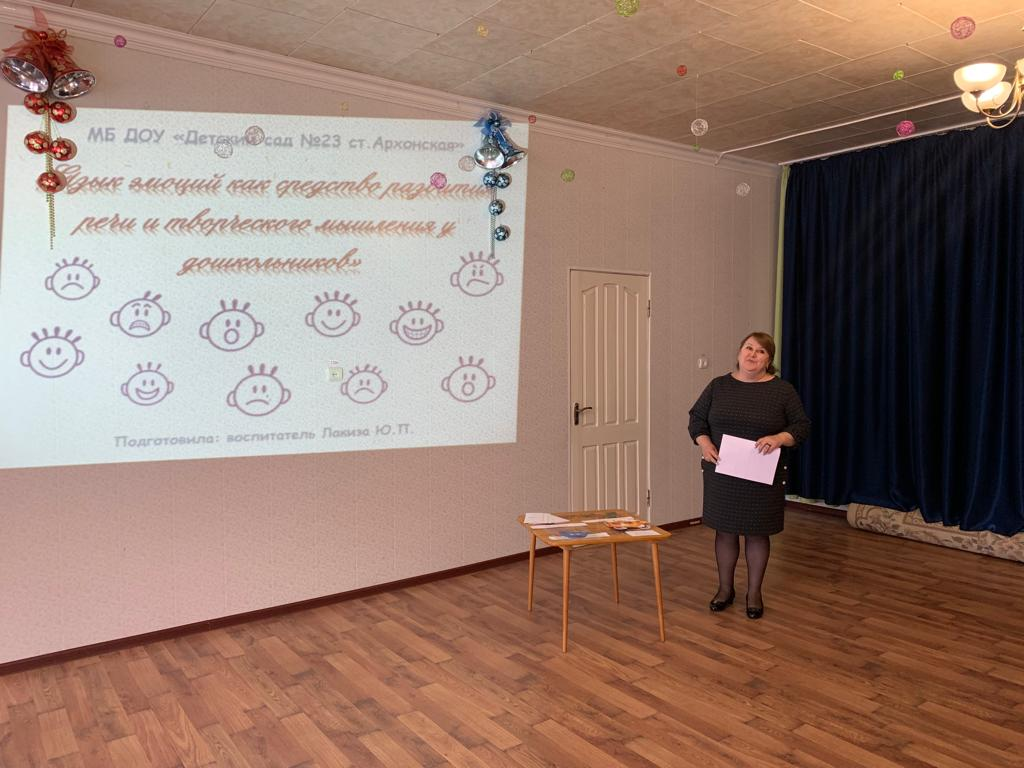 МБ ДОУ «Детский сад №23 ст.Архонская»
«Язык эмоций как средство развития
речи и творческого мышления у
дошкольников»
Подготовила: воспитатель Лакиза Ю.П.